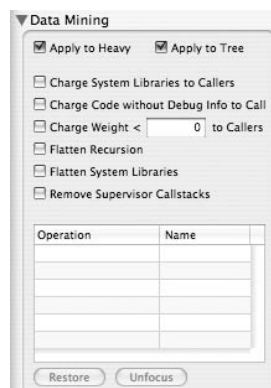 Data Mining
Apply to Heavy Apply to Tree
Charge System Libraries to Callers
Charge Code without Debug Info to Call
Charge Weight < 0 to Callers
Flatten Recursion
Flatten System Libraries
Remove Supervisor Callstacks
Operation Name
Restore Unfocus